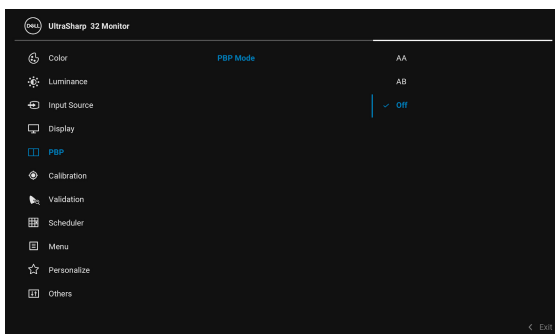 DELL UltraSharp 32 Monitor
Color PBP Mode AA
Luminance AB
Input Source Off
Display
PBP
Calibration
Validation
Scheduler
Menu
Personalize
Others
Exit